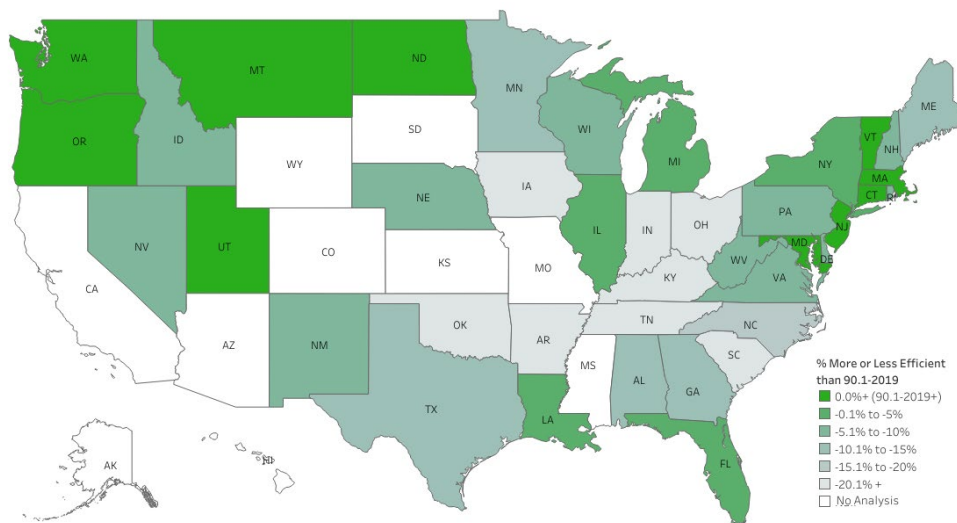 WA
MT
ND
MN
ME
VT
NH
OR
ID
SD
WI
NY
MA
WY
MI
CT
RI
IA
NE
PA
NJ
NV
IL
IN
OH
MD
DE
UT
CO
WV
KS
MO
VA
CA
KY
NC
TN
OK
AR
SC
AZ
NM
MS
AL
GA
TX
LA
FL
AK
HI
% More or Less Efficient
than 90.1-2019
0.0%+ (90.1-2019+)
-0.1% to -5%
-5.1% to -10%
-10.1% to -15%
-15.1% to -20%
-20.1% +
No Analysis